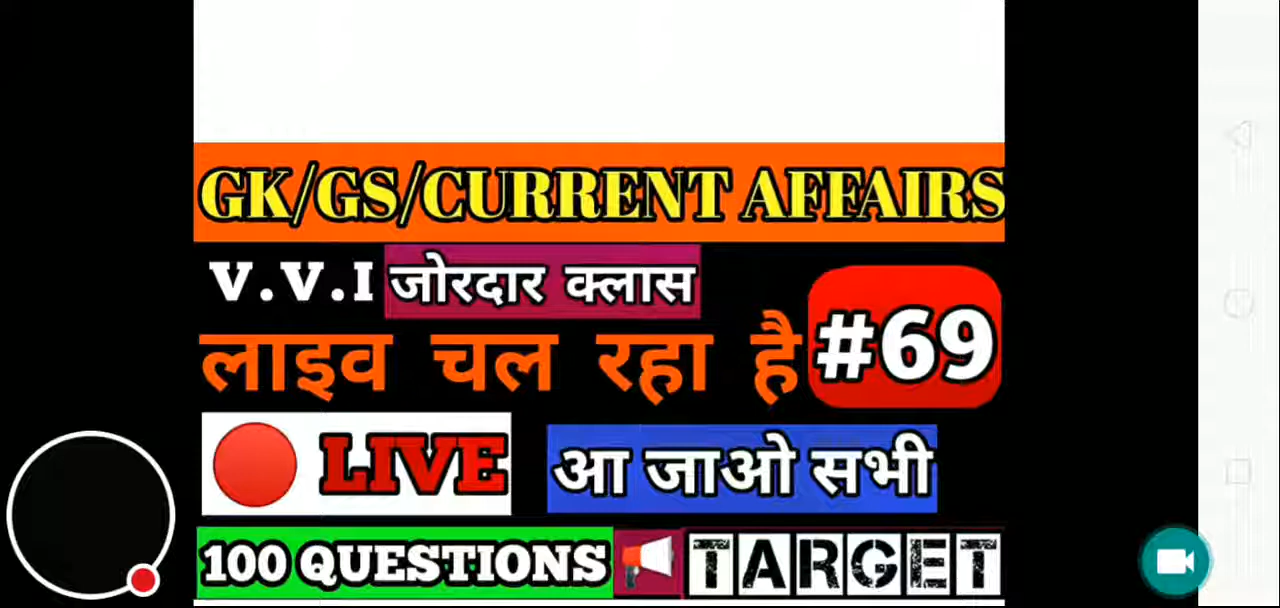 GK/GS/CURRENT AFFAIRS
V.V.I जोरदार क्लास
लाइव चल रहा है #69
LIVE आ जाओ सभी
100 QUESTIONS TARGET